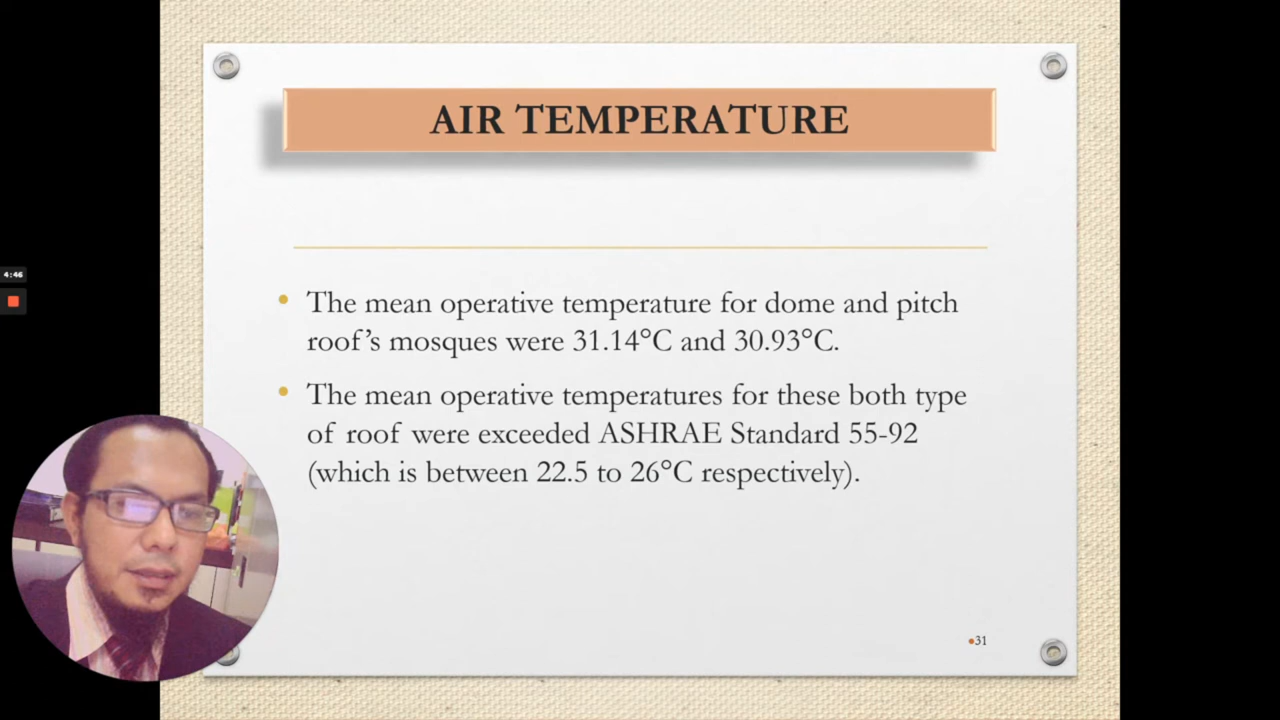 AIR TEMPERATURE
4:46
• The mean operative temperature for dome and pitch
roof's mosques were 31.14°C and 30.93°C.
• The mean operative temperatures for these both type
of roof were exceeded ASHRAE Standard 55-92
(which is between 22.5 to 26°C respectively).
•31